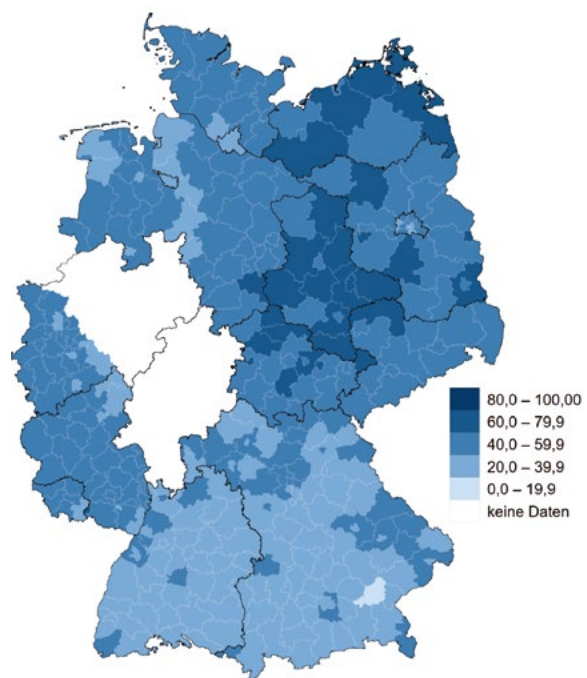 80,0 – 100,00
60,0 – 79,9
40,0 – 59,9
20,0 – 39,9
0,0 – 19,9
keine Daten